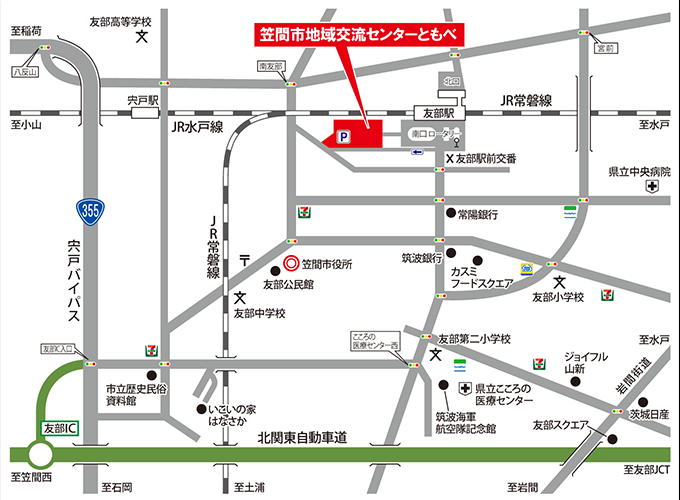 笠間市地域交流センターともべ
友部高等学校
至稲荷
八反山
南友部
北口
宮前
宍戸駅
友部駅
JR常磐線
至小山
JR水戸線
P
南口ロータリー
至水戸
友部駅前交番
県立中央病院
355
宍戸バイパス
JR常磐線
7
常陽銀行
笠間市役所
友部公民館
筑波銀行
カスミ
フードスクエア
友部小学校
7
友部中学校
友部IC入口
7
こころの
医療センター西
友部第二小学校
至水戸
市立歴史民俗
資料館
いこいの家
はなさか
県立こころの
医療センター
7
ジョイフル
山新
岩間街道
筑波海軍
航空隊記念館
茨城日産
友部スクエア
友部IC
北関東自動車道
至笠間西
至石岡
至土浦
至岩間
至友部JCT